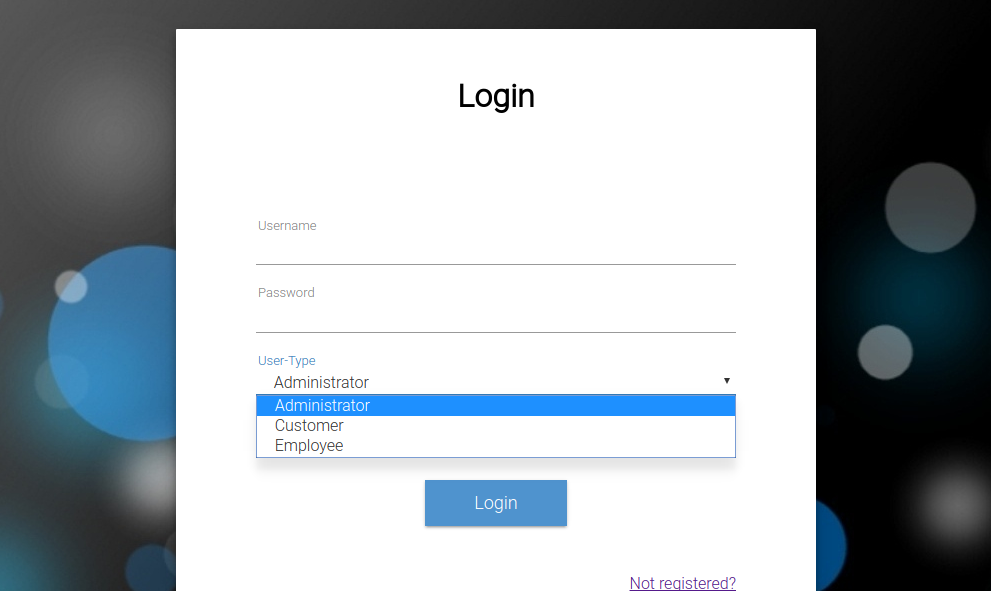 Login
Username
Password
User-Type
Administrator
Administrator
Customer
Employee
Login
Not registered?